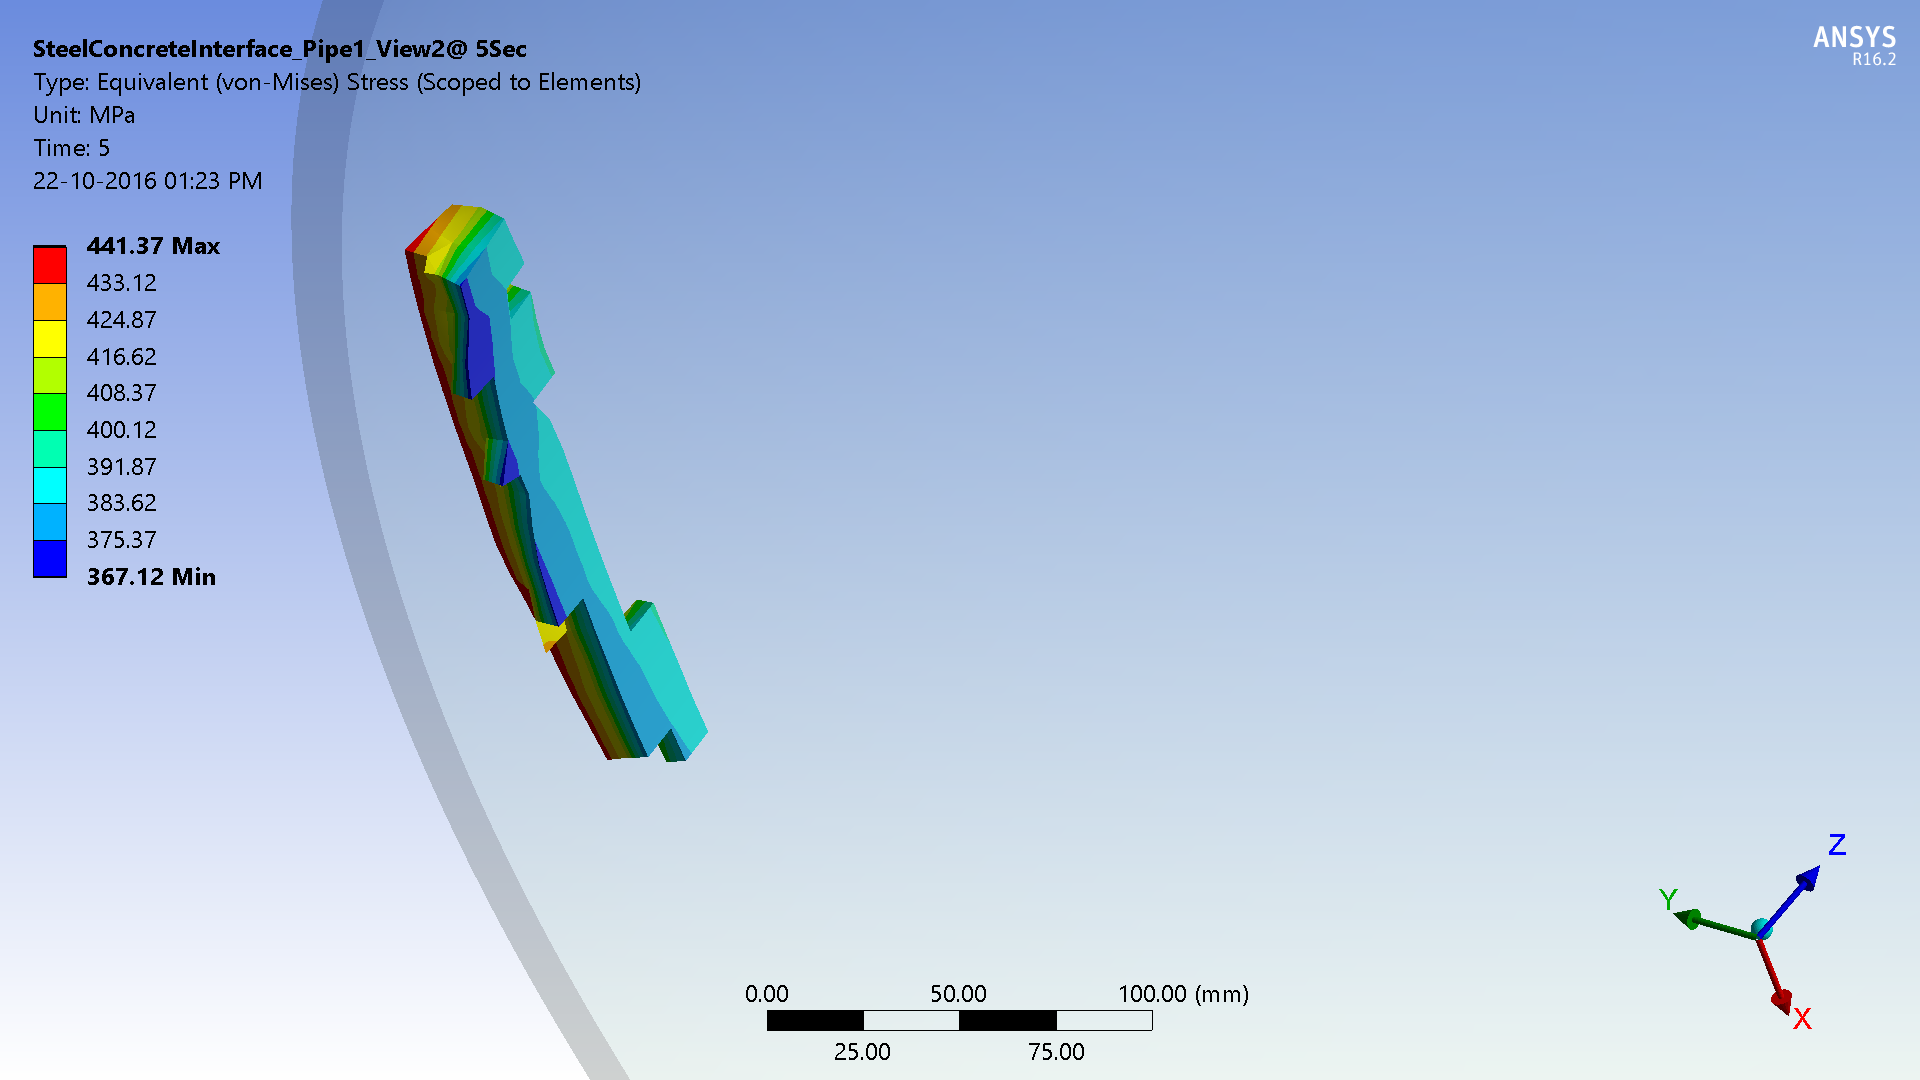 SteelConcreteInterface_Pipe1_View2@ 5Sec
Type: Equivalent (von-Mises) Stress (Scoped to Elements)
Unit: MPa
Time: 5
22-10-2016 01:23 PM
ANSYS
R16.2
441.37 Max
433.12
424.87
416.62
408.37
400.12
391.87
383.62
375.37
367.12 Min
Z
Y
X
0.00 50.00 100.00 (mm)
25.00 75.00